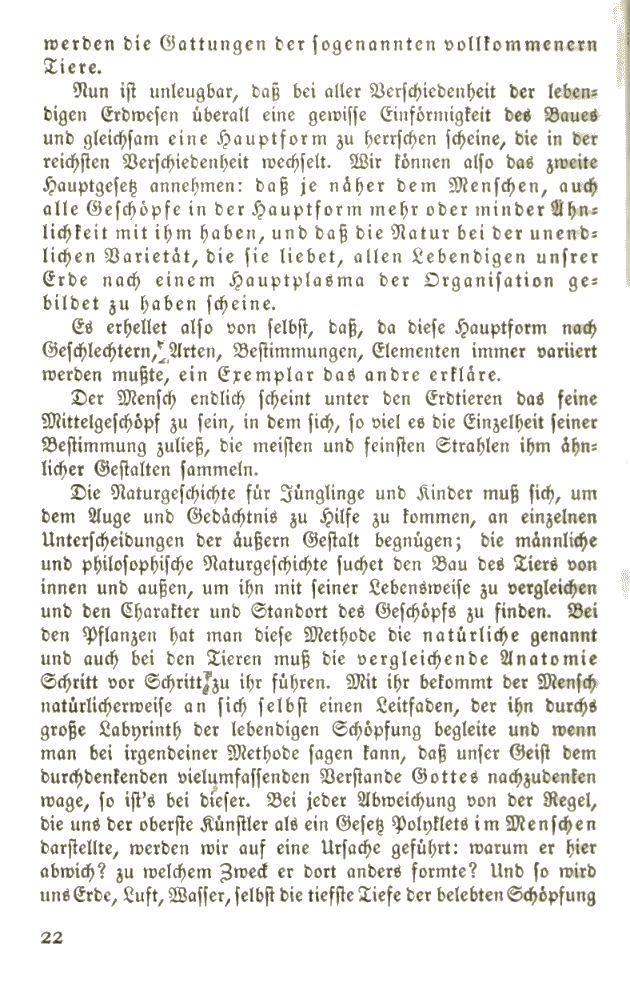 werden die Gattungen der sogenannten vollkommenern
Tiere.
Nun ist unleugbar, daß bei aller Verschiedenheit der leben-
digen Erdwesen überall eine gewisse Einförmigkeit des Baues
und gleichsam eine Hauptform zu herrschen scheine, die in der
reichsten Verschiedenheit wechselt. Wir können also das zweite
Hauptgesetz annehmen: daß je näher dem Menschen, auch
alle Geschöpfe in der Hauptform mehr oder minder Ähn-
lichkeit mit ihm haben, und daß die Natur bei der unend-
lichen Varietät, die sie liebet, allen Lebendigen unsrer
Erde nach einem Hauptplasma der Organisation ge-
bildet zu haben scheine.
Es erhellet also von selbst, daß, da diese Hauptform nach
Geschlechtern, Arten, Bestimmungen, Elementen immer variiert
werden mußte, ein Exemplar das andre erkläre.
Der Mensch endlich scheint unter den Erdtieren das feine
Mittelgeschöpf zu sein, in dem sich, so viel es die Einzelheit seiner
Bestimmung zuließ, die meisten und feinsten Strahlen ihm ähn-
licher Gestalten sammeln.
Die Naturgeschichte für Jünglinge und Kinder muß sich, um
dem Auge und Gedächtnis zu Hilfe zu kommen, an einzelnen
Unterscheidungen der äußern Gestalt begnügen; die männliche
und philosophische Naturgeschichte suchet den Bau des Tiers von
innen und außen, um ihn mit seiner Lebensweise zu vergleichen
und den Charakter und Standort des Geschöpfs zu finden. Bei
den Pflanzen hat man diese Methode die natürliche genannt
und auch bei den Tieren muß die vergleichende Anatomie
Schritt vor Schritt zu ihr führen. Mit ihr bekommt der Mensch
natürlicherweise an sich selbst einen Leitfaden, der ihn durchs
große Labyrinth der lebendigen Schöpfung begleite und wenn
man bei irgendeiner Methode sagen kann, daß unser Geist dem
durchdenkenden vielumfassenden Verstande Gottes nachzudenken
wage, so ist's bei dieser. Bei jeder Abweichung von der Regel,
die uns der oberste Künstler als ein Gesetz Polyklets im Menschen
darstellte, werden wir auf eine Ursache geführt: warum er hier
abwich? zu welchem Zweck er dort anders formte? Und so wird
uns Erde, Luft, Wasser, selbst die tiefste Tiefe der belebten Schöpfung
22